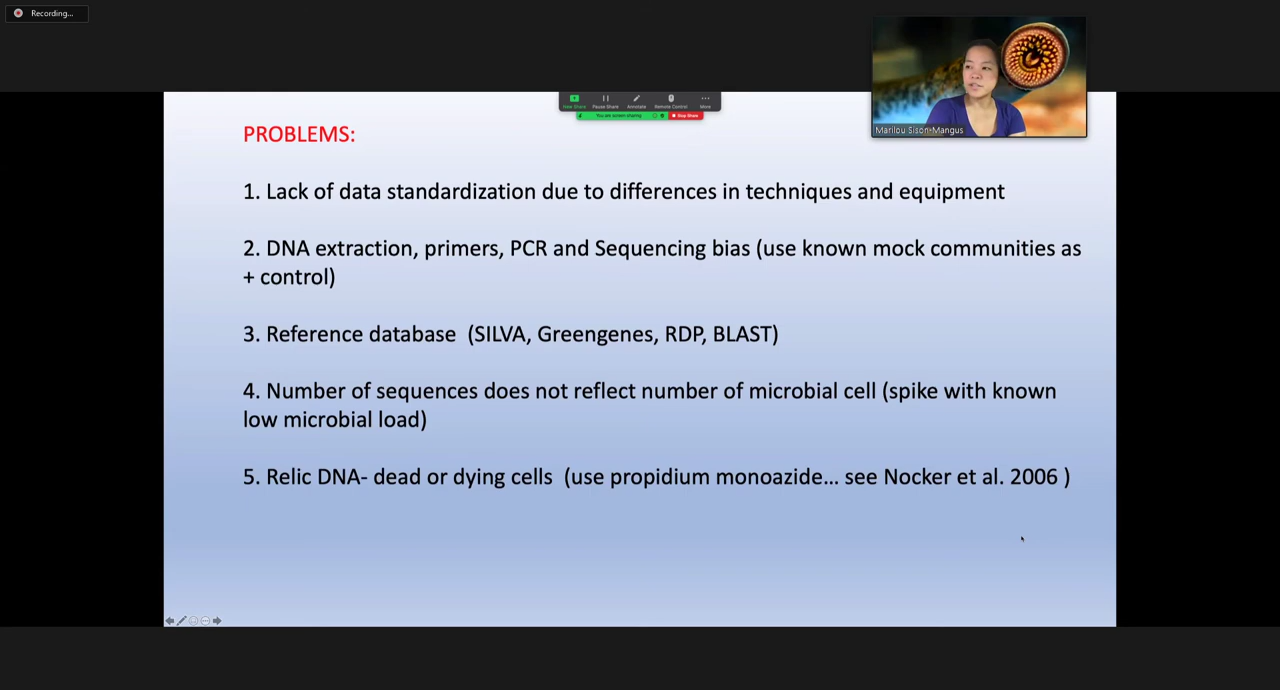 Recording...
New Share Pause Share Annotate Remote Control More
You are screen sharing Stop Share
Marilou Sison-Mangus
PROBLEMS:
1. Lack of data standardization due to differences in techniques and equipment
2. DNA extraction, primers, PCR and Sequencing bias (use known mock communities as
+ control)
3. Reference database (SILVA, Greengenes, RDP, BLAST)
4. Number of sequences does not reflect number of microbial cell (spike with known
low microbial load)
5. Relic DNA- dead or dying cells (use propidium monoazide... see Nocker et al. 2006 )